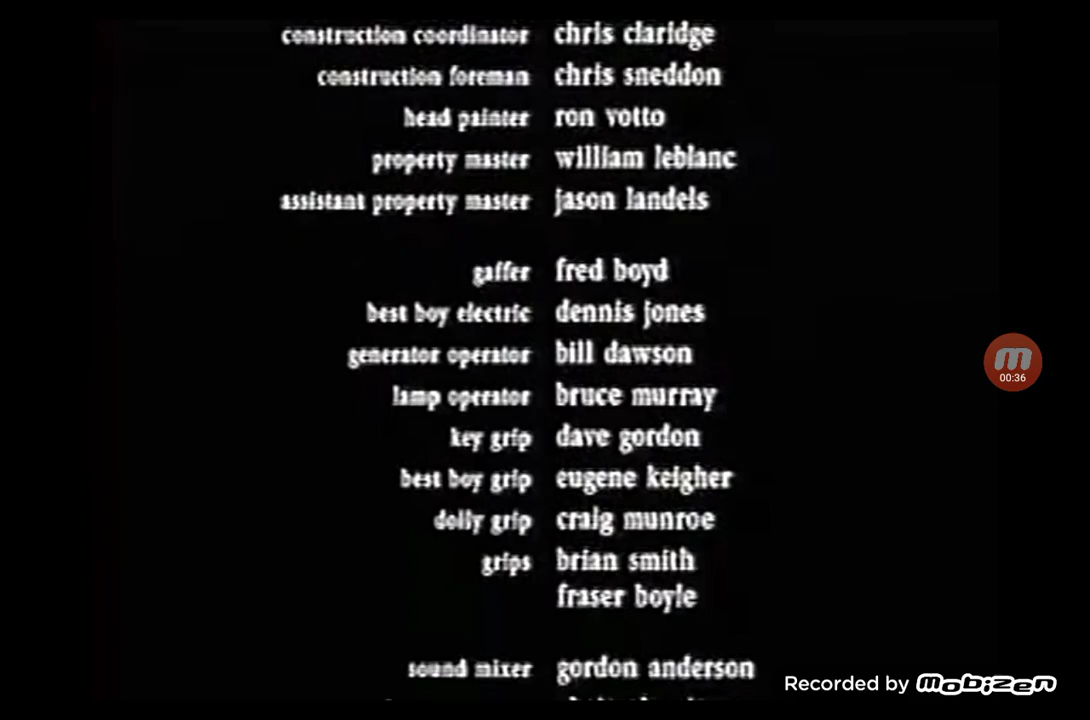 construction coordinator chris claridge
construction foreman chris sneddon
head painter ron votto
property master william leblanc
assistant property master jason landels
gaffer fred boyd
best boy electric dennis jones
generator operator bill dawson
lamp operator bruce murray
key grip dave gordon
best boy grip eugene keigher
dolly grip craig munroe
grips brian smith
fraser boyle
sound mixer gordon anderson
00:36
Recorded by mobizen